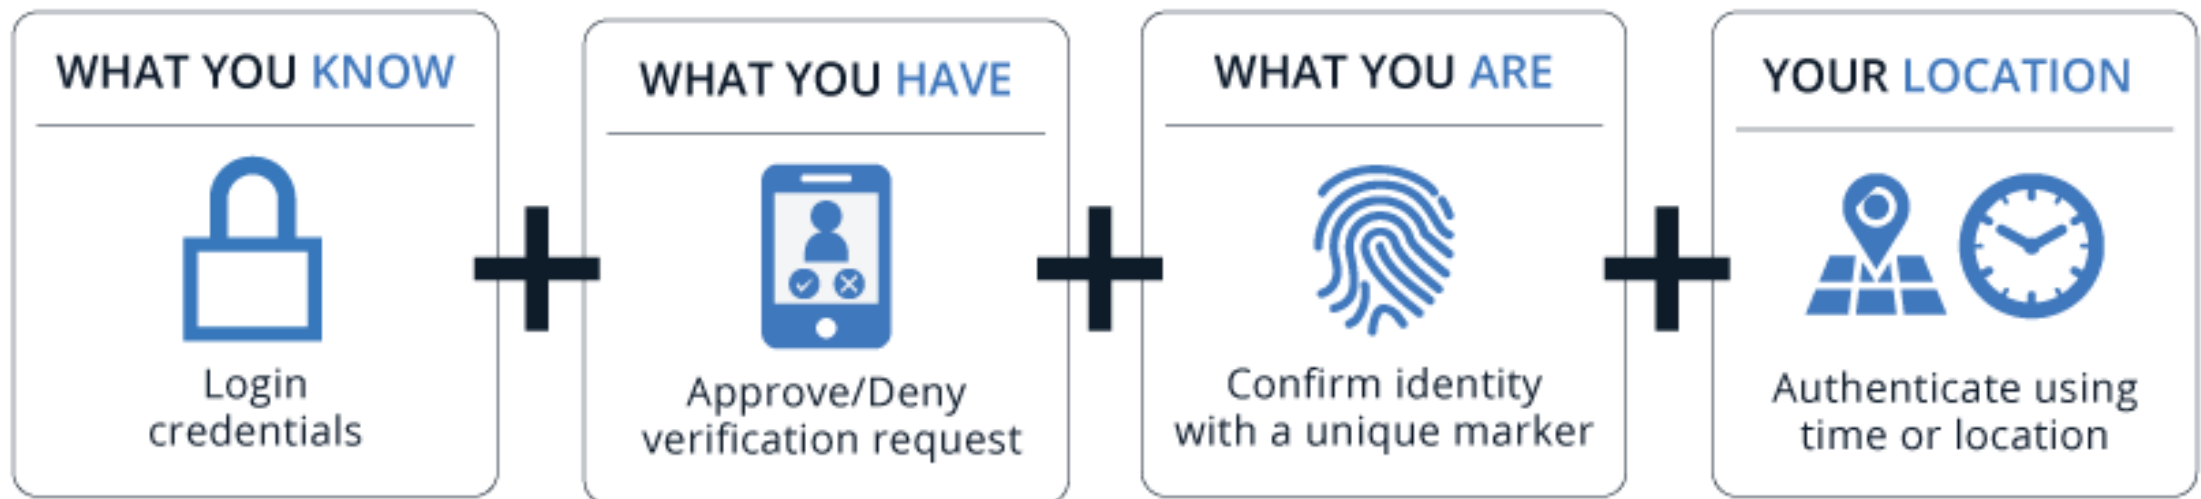 WHAT YOU KNOW
Login
credentials
WHAT YOU HAVE
Approve/Deny
verification request
WHAT YOU ARE
Confirm identity
with a unique marker
YOUR LOCATION
Authenticate using
time or location